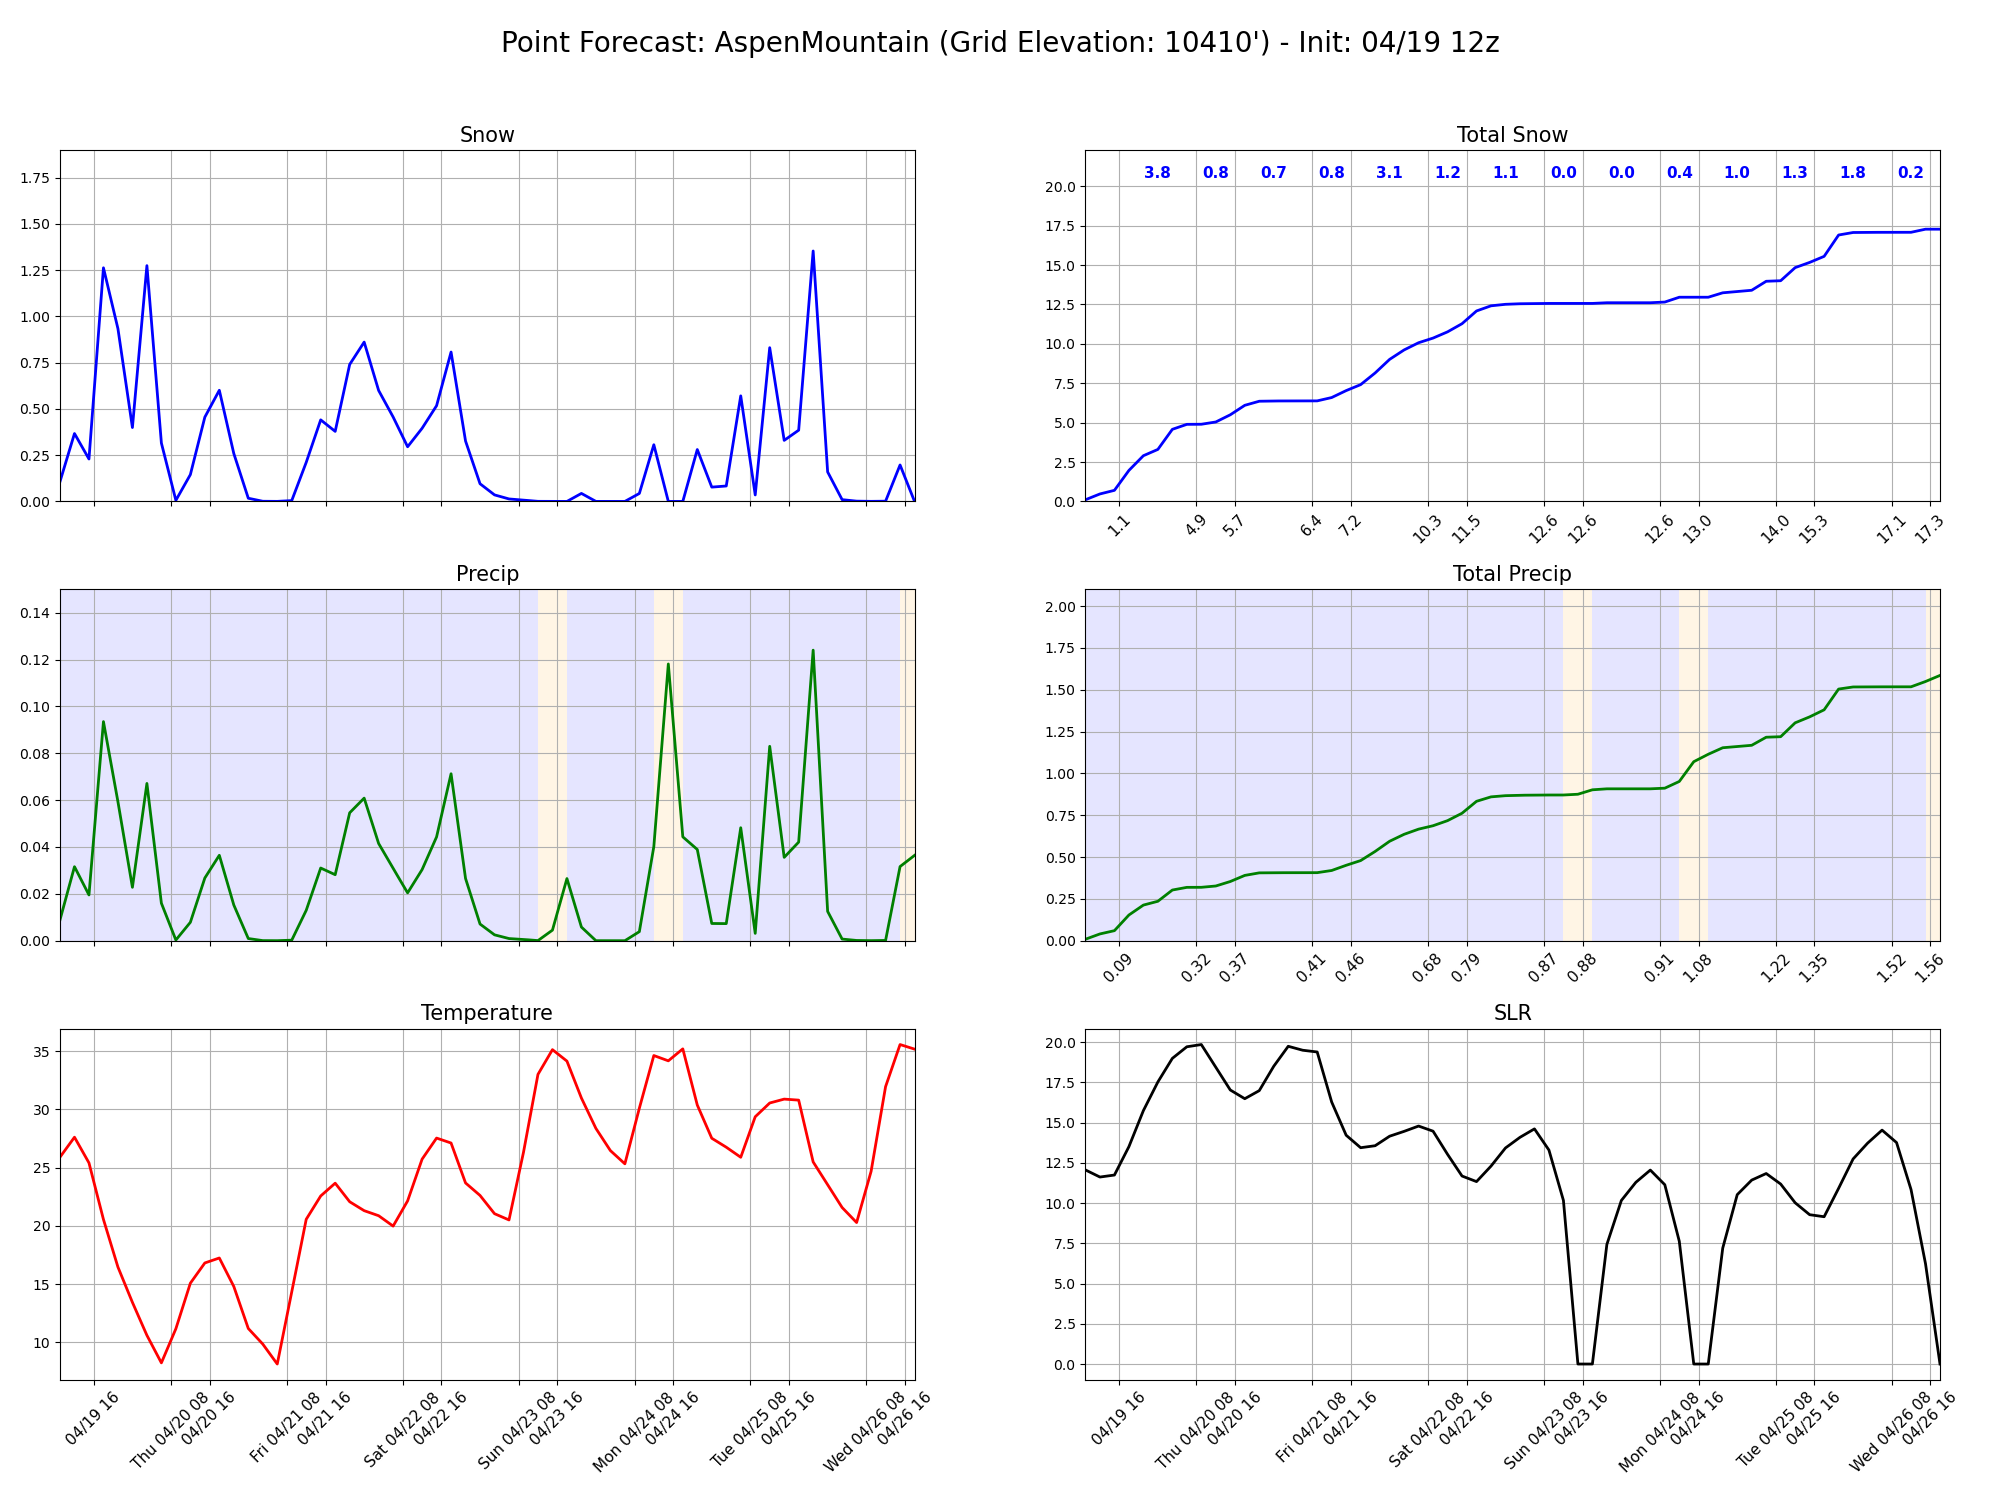 Point Forecast: AspenMountain (Grid Elevation: 10410') - Init: 04/19 12z
Snow
1.75
1.50
1.25
1.00
0.75
0.50
0.25
0.00
Total Snow
3.8 0.8 0.7 0.8 3.1 1.2 1.1 0.0 0.0 0.4 1.0 1.3 1.8 0.2
20.0
17.5
15.0
12.5
10.0
7.5
5.0
2.5
0.0
1.1 4.9 5.7 6.4 7.2 10.3 11.5 12.6 12.6 12.6 13.0 14.0 15.3 17.1 17.3
Precip
0.14
0.12
0.10
0.08
0.06
0.04
0.02
0.00
Total Precip
2.00
1.75
1.50
1.25
1.00
0.75
0.50
0.25
0.00
0.09 0.32 0.37 0.41 0.46 0.68 0.79 0.87 0.88 0.91 1.08 1.22 1.35 1.52 1.56
Temperature
35
30
25
20
15
10
04/19 16
Thu 04/20 08
04/20 16
Fri 04/21 08
04/21 16
Sat 04/22 08
04/22 16
Sun 04/23 08
04/23 16
Mon 04/24 08
04/24 16
Tue 04/25 08
04/25 16
Wed 04/26 08
04/26 16
SLR
20.0
17.5
15.0
12.5
10.0
7.5
5.0
2.5
0.0
04/19 16
Thu 04/20 08
04/20 16
Fri 04/21 08
04/21 16
Sat 04/22 08
04/22 16
Sun 04/23 08
04/23 16
Mon 04/24 08
04/24 16
Tue 04/25 08
04/25 16
Wed 04/26 08
04/26 16